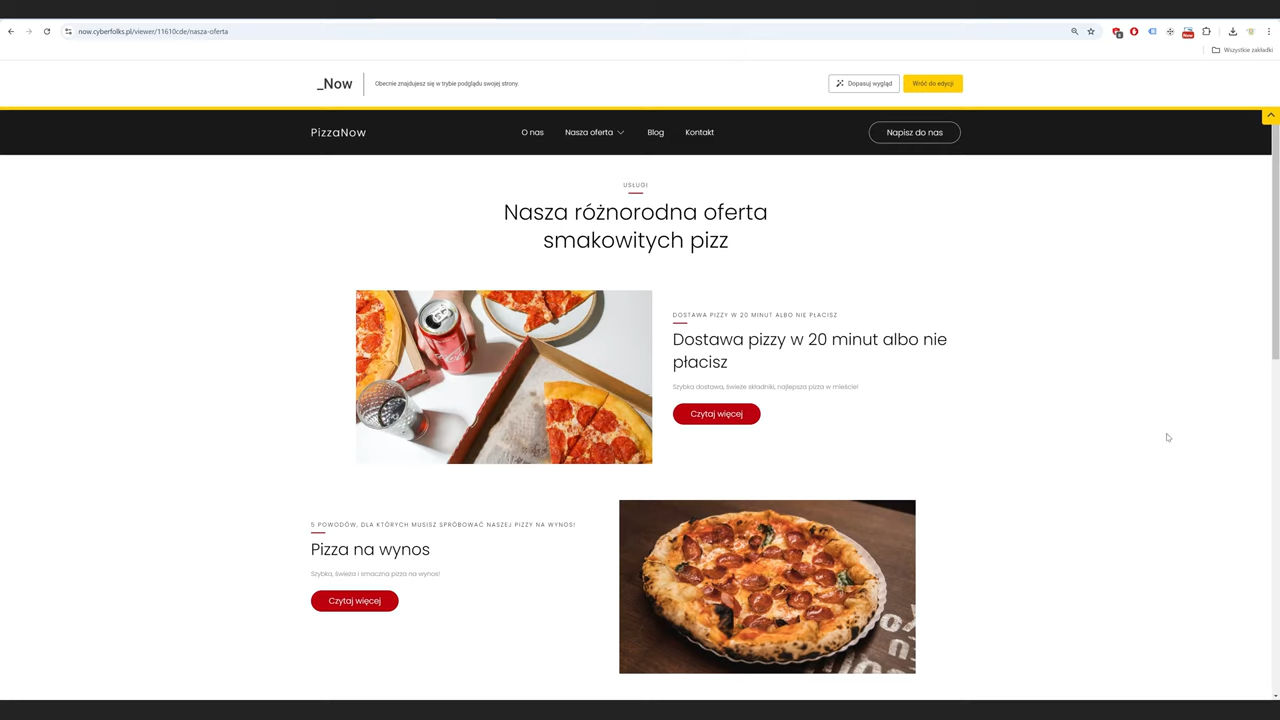 now.cyberfolks.pl/viewer/11610cde/nasza-oferta
Wszystkie zakładki
_Now
Obecnie znajdujesz się w trybie podglądu swojej strony.
Dopasuj wygląd
Wróć do edycji
PizzaNow
O nas
Nasza oferta
Blog
Kontakt
Napisz do nas
USŁUGI
Nasza różnorodna oferta
smakowitych pizz
DOSTAWA PIZZY W 20 MINUT ALBO NIE PŁACISZ
Dostawa pizzy w 20 minut albo nie
płacisz
Szybka dostawa, świeże składniki, najlepsza pizza w mieście!
Czytaj więcej
5 POWODÓW, DLA KTÓRYCH MUSISZ SPRÓBOWAĆ NASZEJ PIZZY NA WYNOS!
Pizza na wynos
Szybka, świeża i smaczna pizza na wynos!
Czytaj więcej